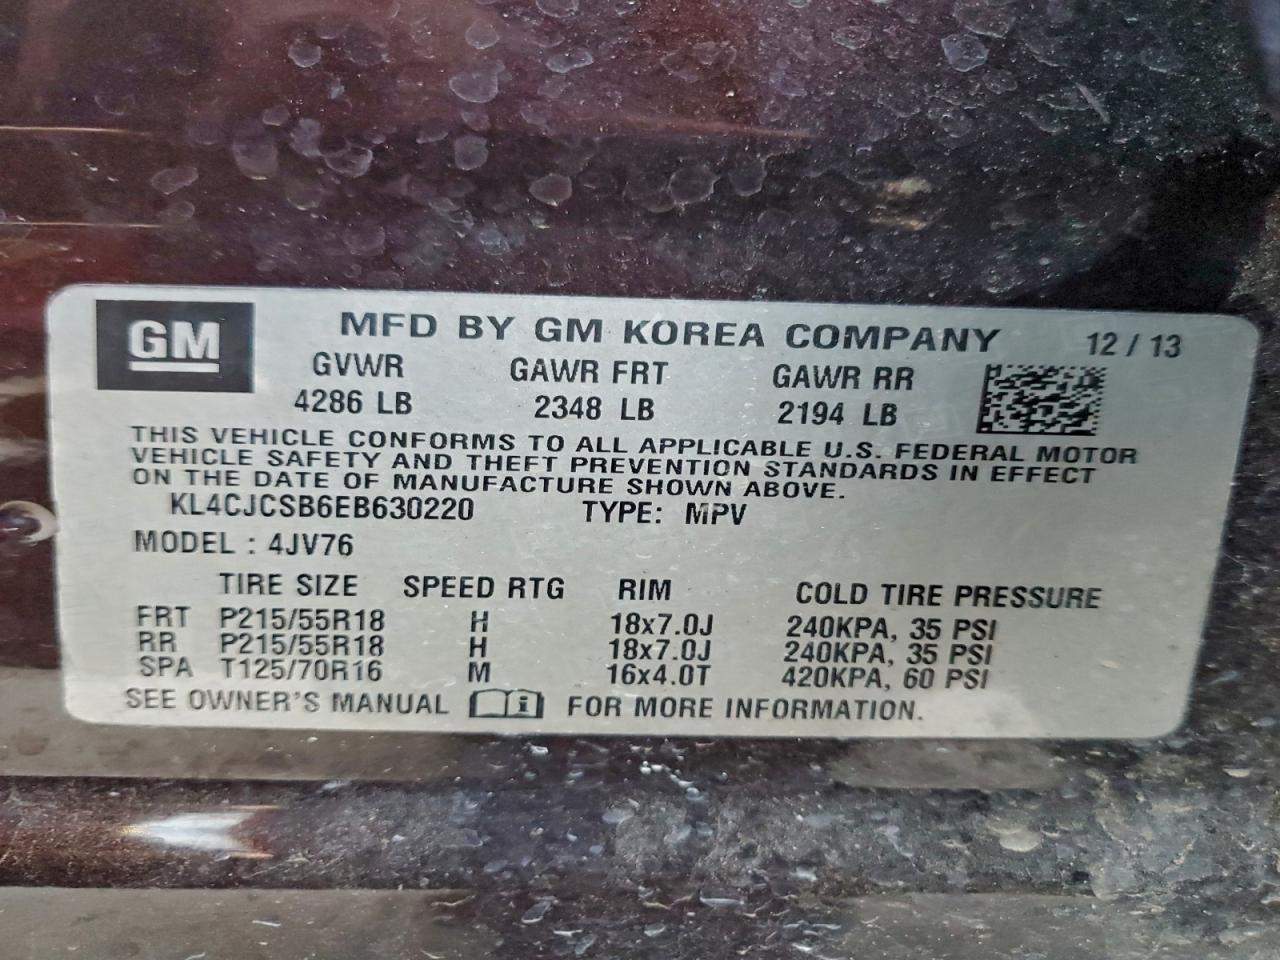 GM MFD BY GM KOREA COMPANY 12 / 13
GVWR GAWR FRT GAWR RR
4286 LB 2348 LB 2194 LB
THIS VEHICLE CONFORMS TO ALL APPLICABLE U.S. FEDERAL MOTOR
VEHICLE SAFETY AND THEFT PREVENTION STANDARDS IN EFFECT
ON THE DATE OF MANUFACTURE SHOWN ABOVE.
KL4CJCSB6EB630220 TYPE: MPV
MODEL : 4JV76
TIRE SIZE SPEED RTG RIM COLD TIRE PRESSURE
FRT P215/55R18 H 18x7.0J 240KPA, 35 PSI
RR P215/55R18 H 18x7.0J 240KPA, 35 PSI
SPA T125/70R16 M 16x4.0T 420KPA, 60 PSI
SEE OWNER'S MANUAL i FOR MORE INFORMATION.